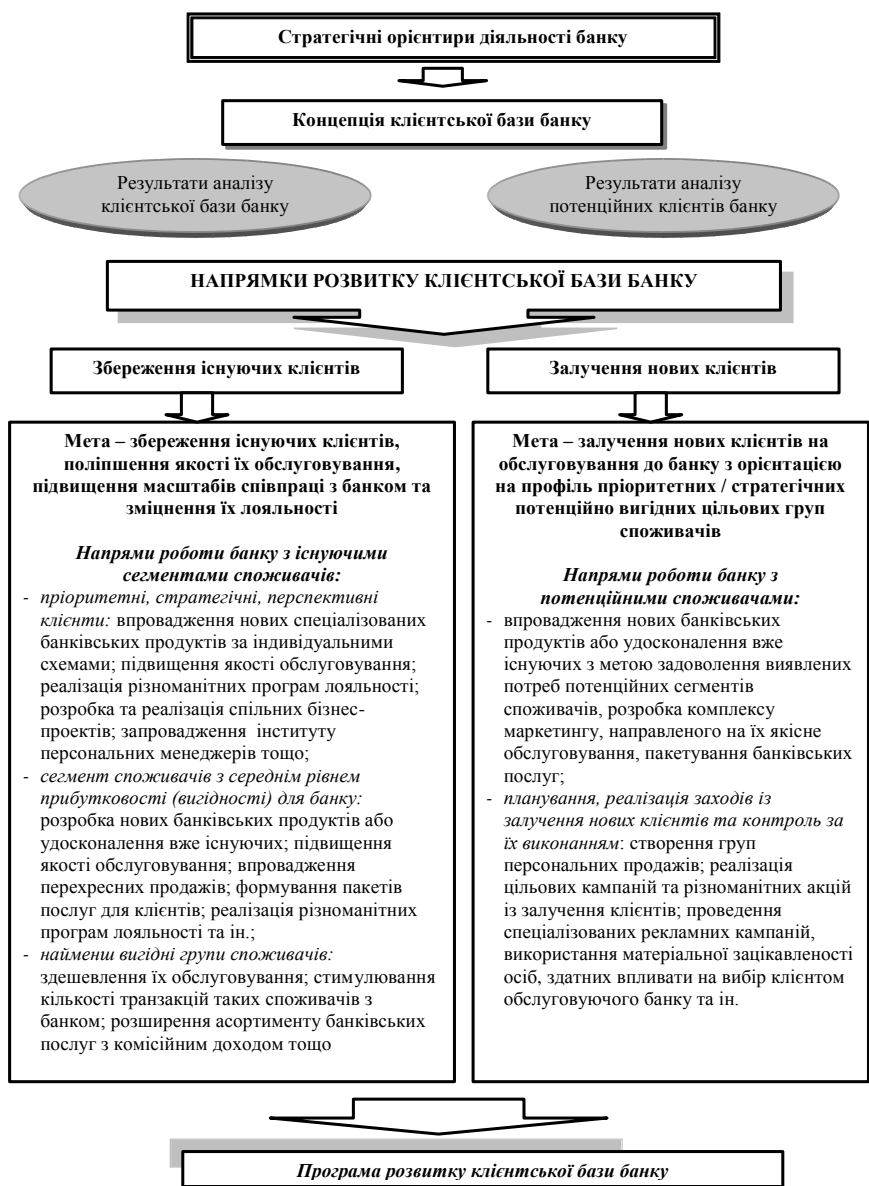 Стратегічні орієнтири діяльності банку
Концепція клієнтської бази банку
Результати аналізу
клієнтської бази банку
Результати аналізу
потенційних клієнтів банку
НАПРЯМКИ РОЗВИТКУ КЛІЄНТСЬКОЇ БАЗИ БАНКУ
Збереження існуючих клієнтів
Залучення нових клієнтів
Мета – збереження існуючих клієнтів,
поліпшення якості їх обслуговування,
підвищення масштабів співпраці з банком та
зміцнення їх лояльності
Напрями роботи банку з існуючими
сегментами споживачів:
- пріоритетні, стратегічні, перспективні
клієнти: впровадження нових спеціалізованих
банківських продуктів за індивідуальними
схемами; підвищення якості обслуговування;
реалізація різноманітних програм лояльності;
розробка та реалізація спільних бізнес-
проектів; запровадження інституту
персональних менеджерів тощо;
- сегмент споживачів з середнім рівнем
прибутковості (вигідності) для банку:
розробка нових банківських продуктів або
удосконалення вже існуючих; підвищення
якості обслуговування; впровадження
перехресних продажів; формування пакетів
послуг для клієнтів; реалізація різноманітних
програм лояльності та ін.;
- найменш вигідні групи споживачів:
здешевлення їх обслуговування; стимулювання
кількості транзакцій таких споживачів з
банком; розширення асортименту банківських
послуг з комісійним доходом тощо
Мета – залучення нових клієнтів на
обслуговування до банку з орієнтацією
на профіль пріоритетних / стратегічних
потенційно вигідних цільових груп
споживачів
Напрями роботи банку з
потенційними споживачами:
- впровадження нових банківських
продуктів або удосконалення вже
існуючих з метою задоволення виявлених
потреб потенційних сегментів
споживачів, розробка комплексу
маркетингу, направленого на їх якісне
обслуговування, пакетування банківських
послуг;
- планування, реалізація заходів із
залучення нових клієнтів та контроль за
їх виконанням: створення груп
персональних продажів; реалізація
цільових кампаній та різноманітних акцій
із залучення клієнтів; проведення
спеціалізованих рекламних кампаній,
використання матеріальної зацікавленості
осіб, здатних впливати на вибір клієнтом
обслуговуючого банку та ін.
Програма розвитку клієнтської бази банку